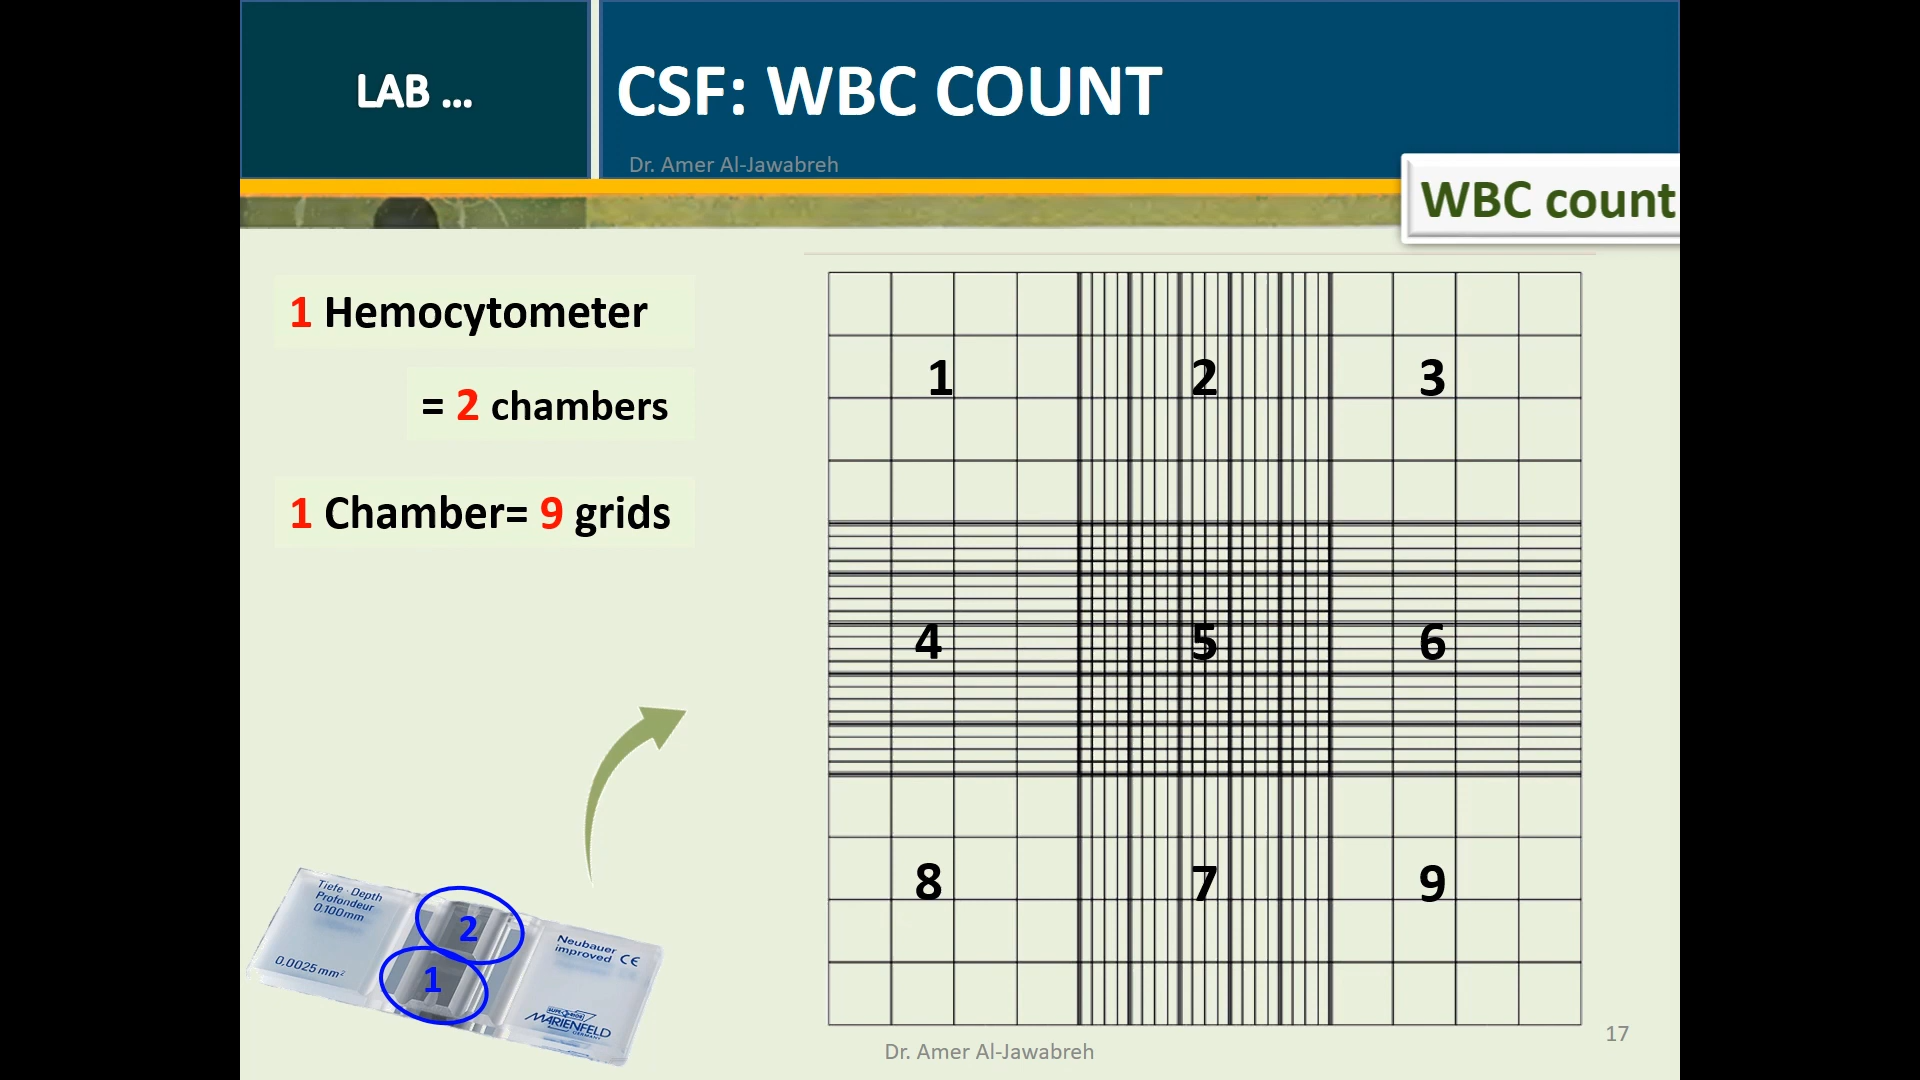 LAB ...
CSF: WBC COUNT
Dr. Amer Al-Jawabreh
WBC count
1 Hemocytometer
= 2 chambers
1 Chamber= 9 grids
1 2 3
4 5 6
8 7 9
Tiefe · Depth
Profondeur
0,100mm
0,0025 mm²
2
1
Neubauer
improved CE
MARIENFELD
GERMANY
Dr. Amer Al-Jawabreh
17